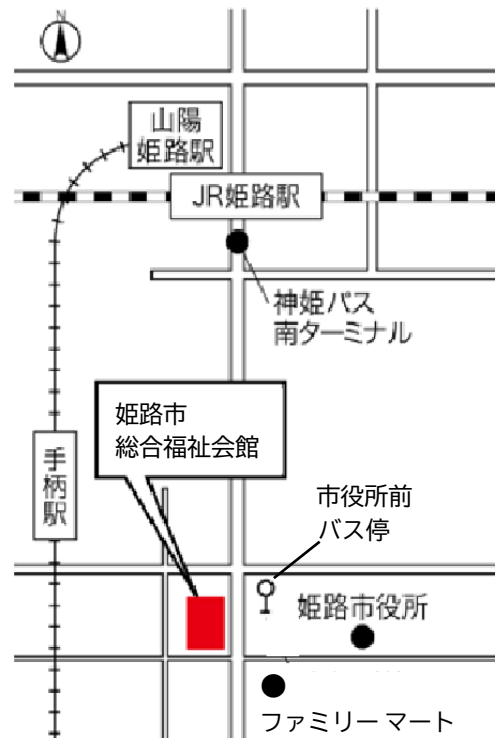 N
山陽
姫路駅
JR姫路駅
神姫バス
南ターミナル
姫路市
総合福祉会館
手柄駅
市役所前
バス停
姫路市役所
ファミリーマート